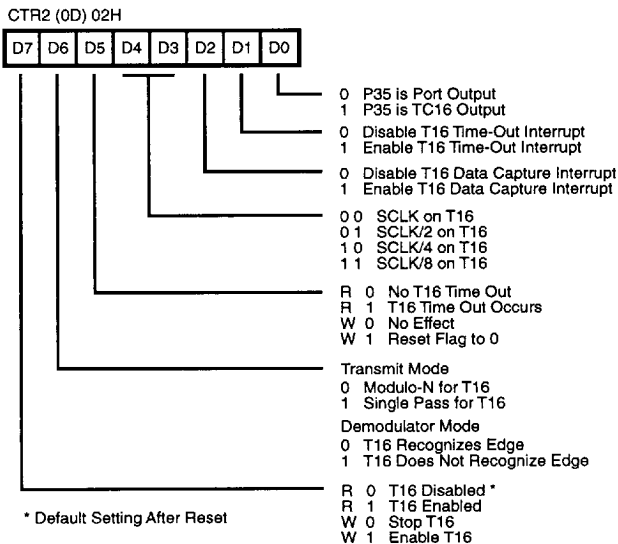 CTR2 (0D) 02H
D7 D6 D5 D4 D3 D2 D1 D0
0 P35 is Port Output
1 P35 is TC16 Output
0 Disable T16 Time-Out Interrupt
1 Enable T16 Time-Out Interrupt
0 Disable T16 Data Capture Interrupt
1 Enable T16 Data Capture Interrupt
0 0 SCLK on T16
0 1 SCLK/2 on T16
1 0 SCLK/4 on T16
1 1 SCLK/8 on T16
R 0 No T16 Time Out
R 1 T16 Time Out Occurs
W 0 No Effect
W 1 Reset Flag to 0
Transmit Mode
0 Modulo-N for T16
1 Single Pass for T16
Demodulator Mode
0 T16 Recognizes Edge
1 T16 Does Not Recognize Edge
R 0 T16 Disabled *
R 1 T16 Enabled
W 0 Stop T16
W 1 Enable T16
* Default Setting After Reset